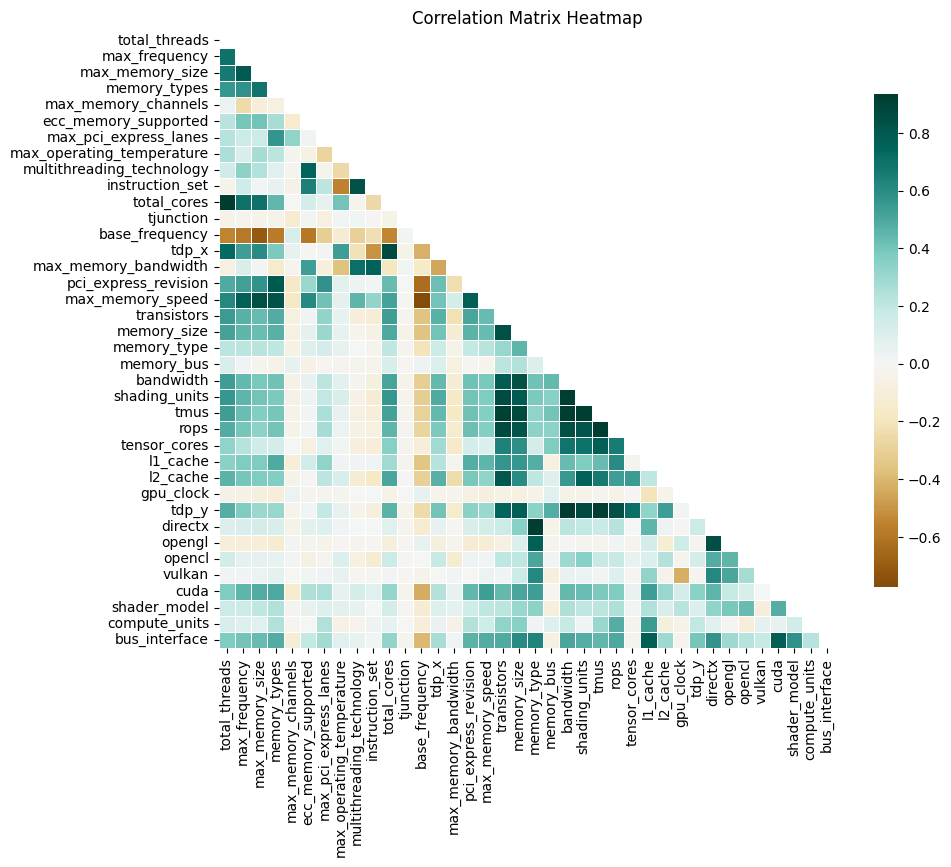 Correlation Matrix Heatmap
total_threads
max_frequency
max_memory_size
memory_types
max_memory_channels
ecc_memory_supported
max_pci_express_lanes
max_operating_temperature
multithreading_technology
instruction_set
total_cores
tjunction
base_frequency
tdp_x
max_memory_bandwidth
pci_express_revision
max_memory_speed
transistors
memory_size
memory_type
memory_bus
bandwidth
shading_units
tmus
rops
tensor_cores
l1_cache
l2_cache
gpu_clock
tdp_y
directx
opengl
opencl
vulkan
cuda
shader_model
compute_units
bus_interface
total_threads
max_frequency
max_memory_size
memory_types
max_memory_channels
ecc_memory_supported
max_pci_express_lanes
max_operating_temperature
multithreading_technology
instruction_set
total_cores
tjunction
base_frequency
tdp_x
max_memory_bandwidth
pci_express_revision
max_memory_speed
transistors
memory_size
memory_type
memory_bus
bandwidth
shading_units
tmus
rops
tensor_cores
l1_cache
l2_cache
gpu_clock
tdp_y
directx
opengl
opencl
vulkan
cuda
shader_model
compute_units
bus_interface
0.8
0.6
0.4
0.2
0.0
−0.2
−0.4
−0.6